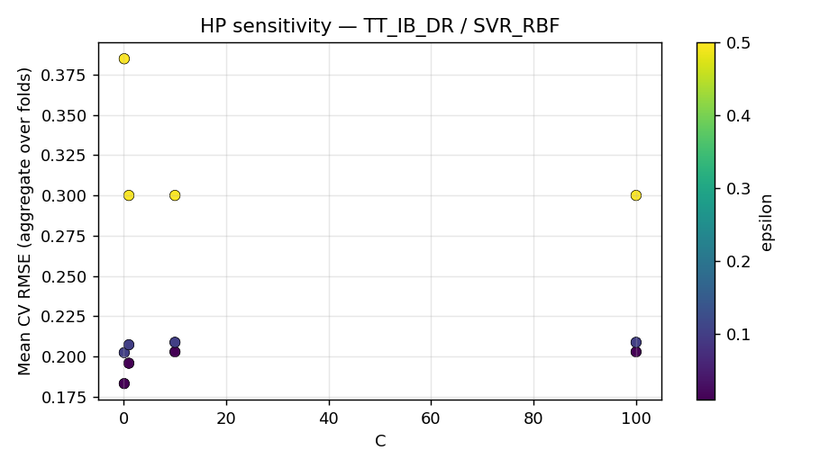 HP sensitivity — TT_IB_DR / SVR_RBF
Mean CV RMSE (aggregate over folds)
0.375
0.350
0.325
0.300
0.275
0.250
0.225
0.200
0.175
0 20 40 60 80 100
C
0.5
0.4
0.3
0.2
0.1
epsilon